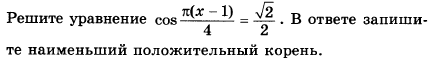 Решите уравнение cos π(x − 1)/4 = √2/2. В ответе запиши-
те наименьший положительный корень.